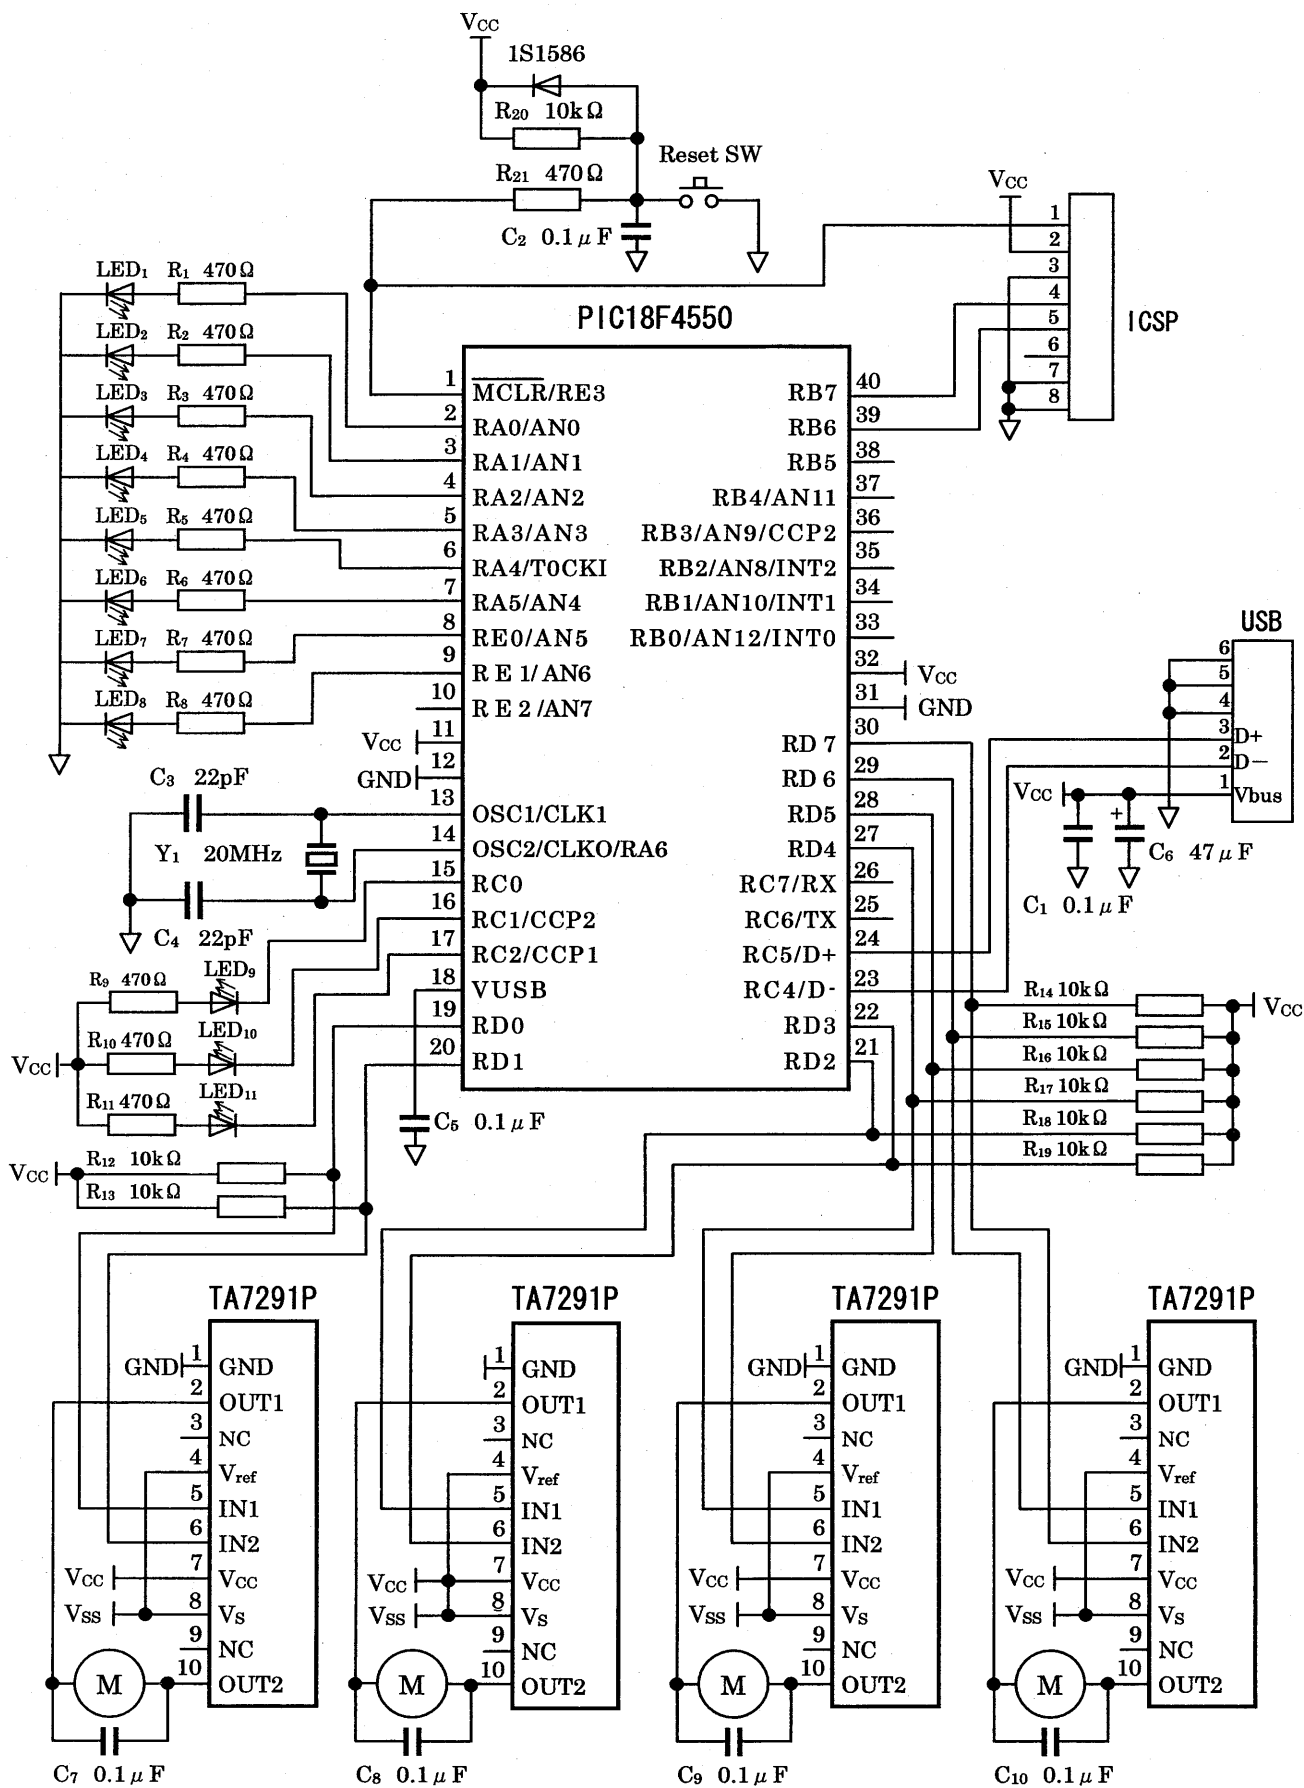 VCC
1S1586
R20 10kΩ
Reset SW
R21 470Ω
C2 0.1μF
VCC
1
2
3
4
5
6
7
8
ICSP
LED1 R1 470Ω
LED2 R2 470Ω
LED3 R3 470Ω
LED4 R4 470Ω
LED5 R5 470Ω
LED6 R6 470Ω
LED7 R7 470Ω
LED8 R8 470Ω
PIC18F4550
1 MCLR/RE3
2 RA0/AN0
3 RA1/AN1
4 RA2/AN2
5 RA3/AN3
6 RA4/T0CKI
7 RA5/AN4
8 RE0/AN5
9 RE1/AN6
10 RE2/AN7
VCC 11
GND 12
13 OSC1/CLK1
14 OSC2/CLKO/RA6
15 RC0
16 RC1/CCP2
17 RC2/CCP1
18 VUSB
19 RD0
20 RD1
RB7 40
RB6 39
RB5 38
RB4/AN11 37
RB3/AN9/CCP2 36
RB2/AN8/INT2 35
RB1/AN10/INT1 34
RB0/AN12/INT0 33
32 VCC
31 GND
RD7 30
RD6 29
RD5 28
RD4 27
RC7/RX 26
RC6/TX 25
RC5/D+ 24
RC4/D- 23
RD3 22
RD2 21
USB
6
5
4
3 D+
2 D−
1 Vbus
VCC
+
C6 47μF
C1 0.1μF
C3 22pF
Y1 20MHz
C4 22pF
R9 470Ω LED9
R10 470Ω LED10
VCC
R11 470Ω LED11
C5 0.1μF
VCC
R12 10kΩ
R13 10kΩ
R14 10kΩ
VCC
R15 10kΩ
R16 10kΩ
R17 10kΩ
R18 10kΩ
R19 10kΩ
TA7291P
GND 1 GND
2 OUT1
3 NC
4 Vref
5 IN1
6 IN2
VCC 7 VCC
VSS 8 VS
9 NC
M 10 OUT2
C7 0.1μF
TA7291P
1 GND
2 OUT1
3 NC
4 Vref
5 IN1
6 IN2
VCC 7 VCC
VSS 8 VS
9 NC
M 10 OUT2
C8 0.1μF
TA7291P
GND 1 GND
2 OUT1
3 NC
4 Vref
5 IN1
6 IN2
VCC 7 VCC
VSS 8 VS
9 NC
M 10 OUT2
C9 0.1μF
TA7291P
GND 1 GND
2 OUT1
3 NC
4 Vref
5 IN1
6 IN2
VCC 7 VCC
VSS 8 VS
9 NC
M 10 OUT2
C10 0.1μF